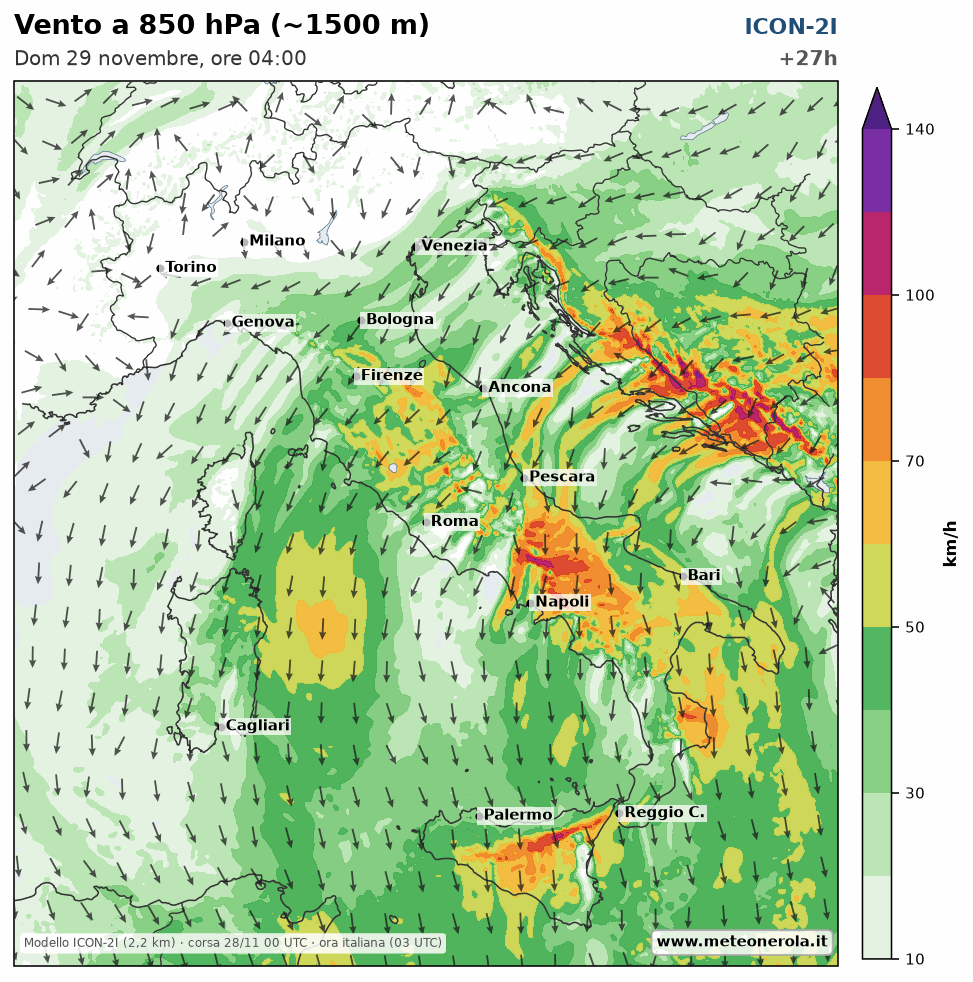 Vento a 850 hPa (~1500 m)
ICON-2I
Dom 29 novembre, ore 04:00
+27h
140
100
70
50
30
10
km/h
Milano
Venezia
Torino
Genova
Bologna
Firenze
Ancona
Pescara
Roma
Bari
Napoli
Cagliari
Palermo
Reggio C.
Modello ICON-2I (2,2 km) · corsa 28/11 00 UTC · ora italiana (03 UTC)
www.meteonerola.it